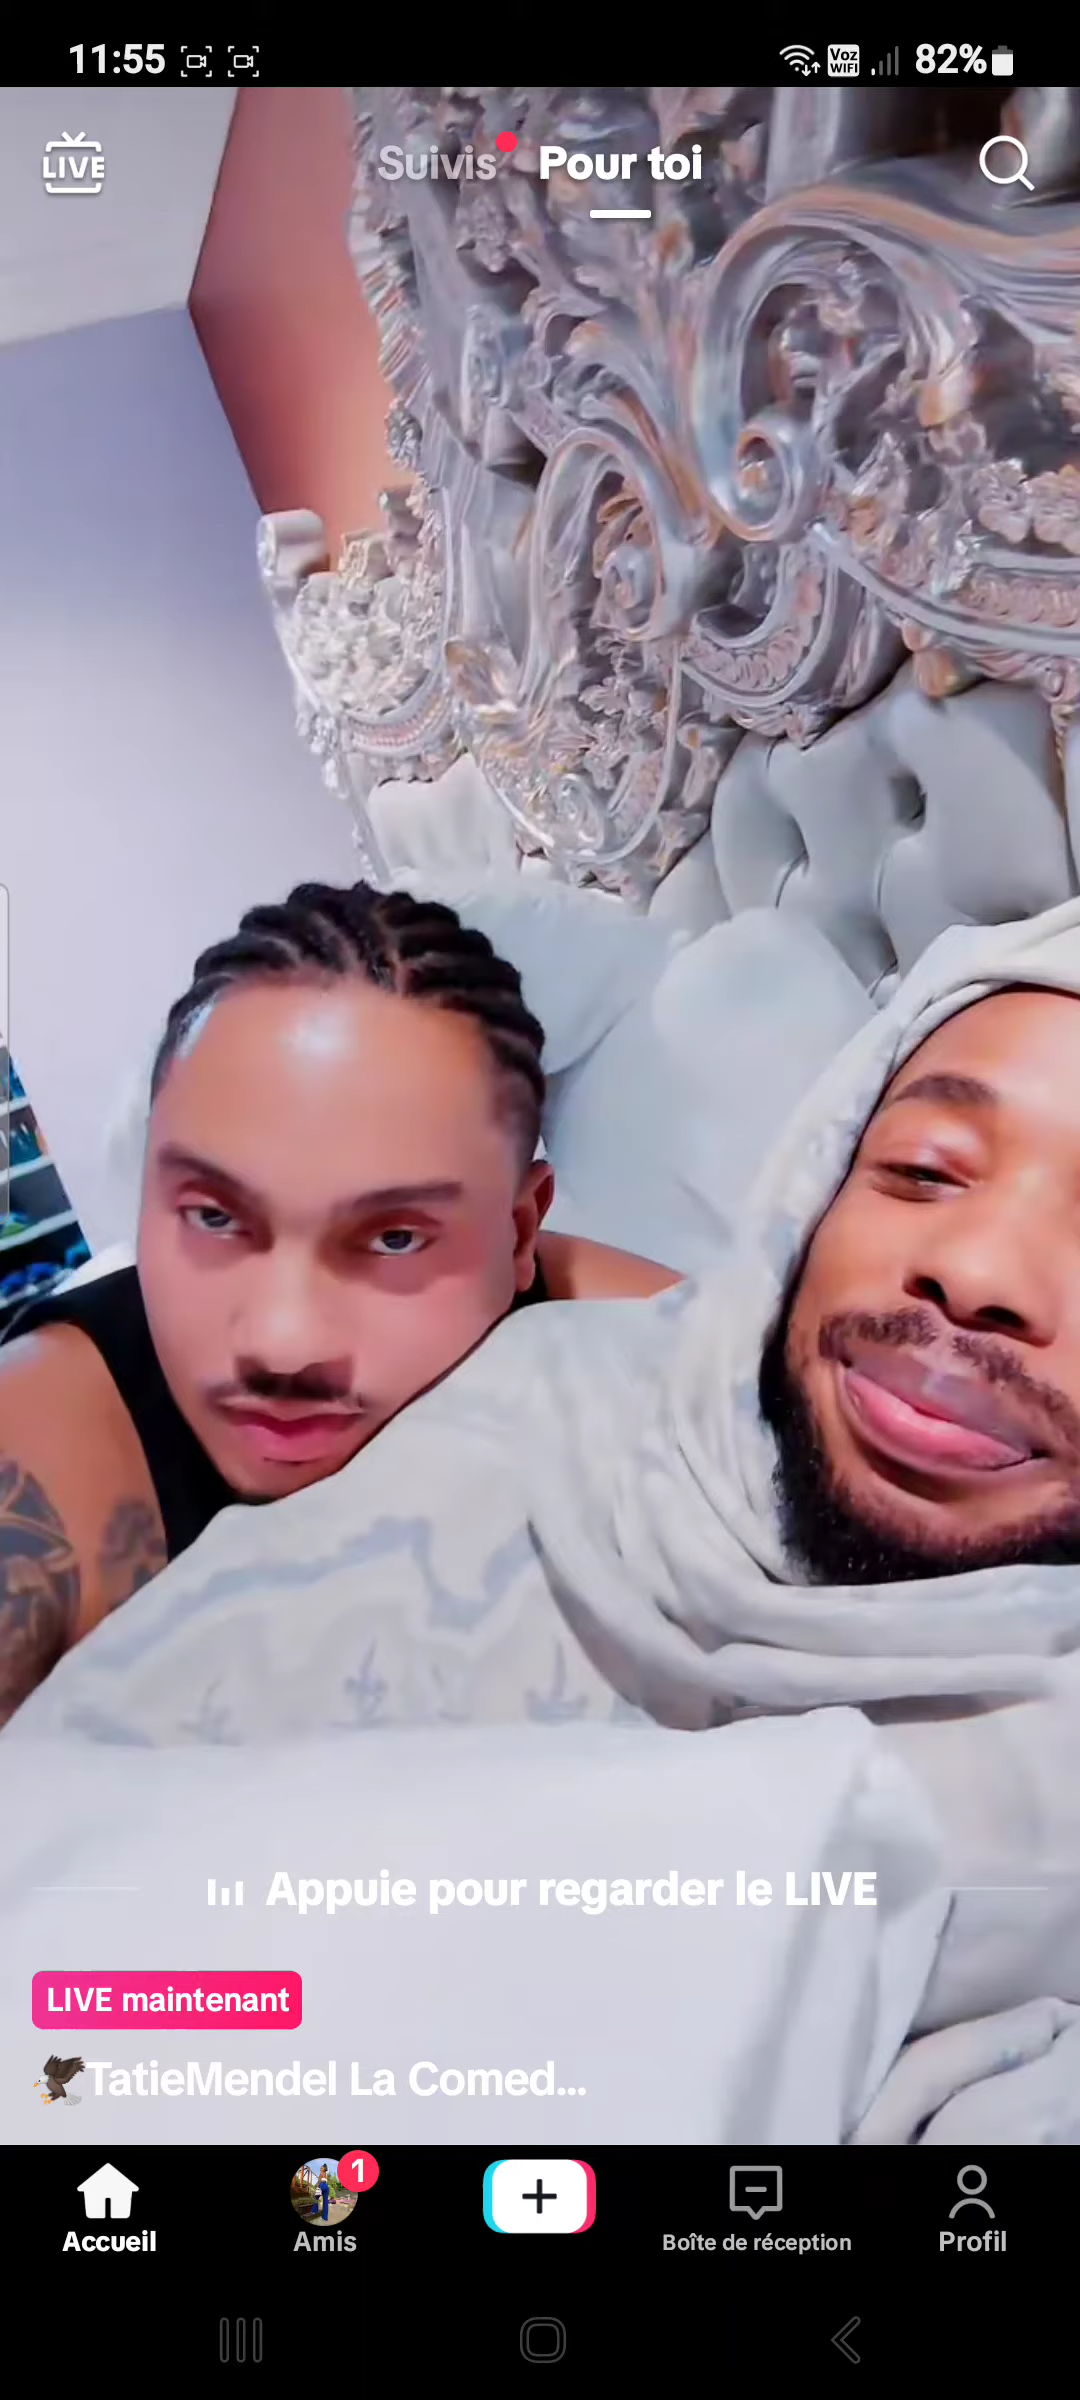 11:55
Voz
WIFI
82%
LIVE
Suivis
Pour toi
Appuie pour regarder le LIVE
LIVE maintenant
🦅TatieMendel La Comed...
1
Accueil
Amis
Boîte de réception
Profil